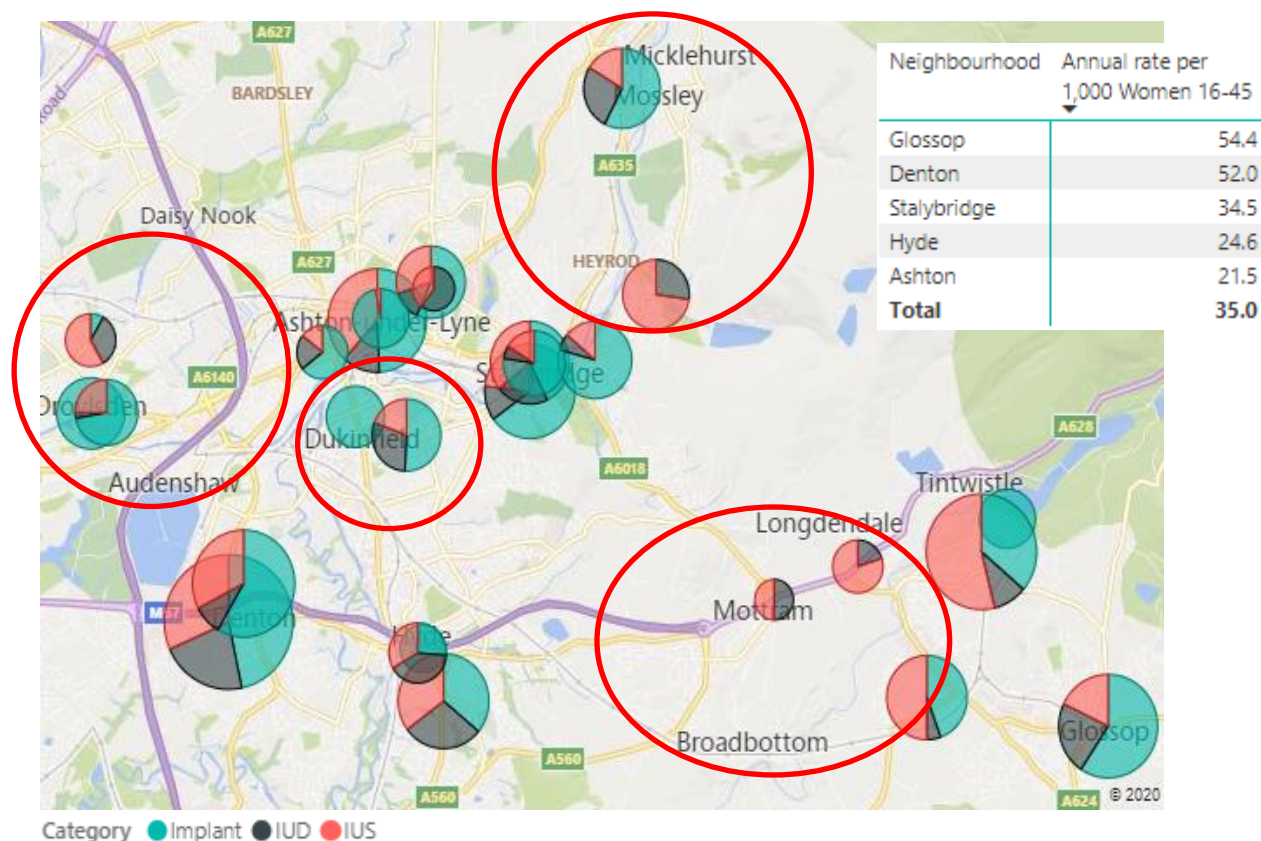 A627
Micklehurst
BARDSLEY
Mossley
Road
A635
Daisy Nook
A627
HEYROD
Ashton-under-Lyne
A6140
Droylsden
Dukinfield
A628
A6018
Audenshaw
Tintwistle
Longdendale
Mottram
M67
Denton
Hyde
Broadbottom
Glossop
A560
A560
A624
© 2020
Neighbourhood Annual rate per
1,000 Women 16-45
Glossop 54.4
Denton 52.0
Stalybridge 34.5
Hyde 24.6
Ashton 21.5
Total 35.0
Category Implant IUD IUS